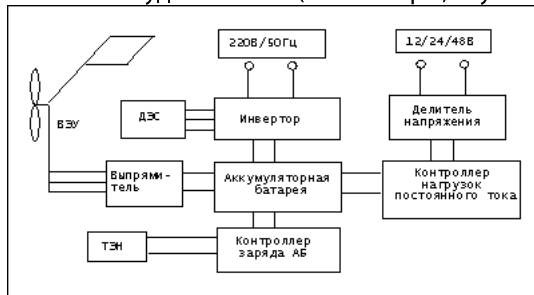 220В/50Гц
12/24/48В
ВЭУ
ДЭС
Инвертор
Делитель
напряжения
Выпрями-
тель
Аккумуляторная
батарея
Контроллер
нагрузок
постоянного тока
ТЭН
Контроллер
заряда АБ